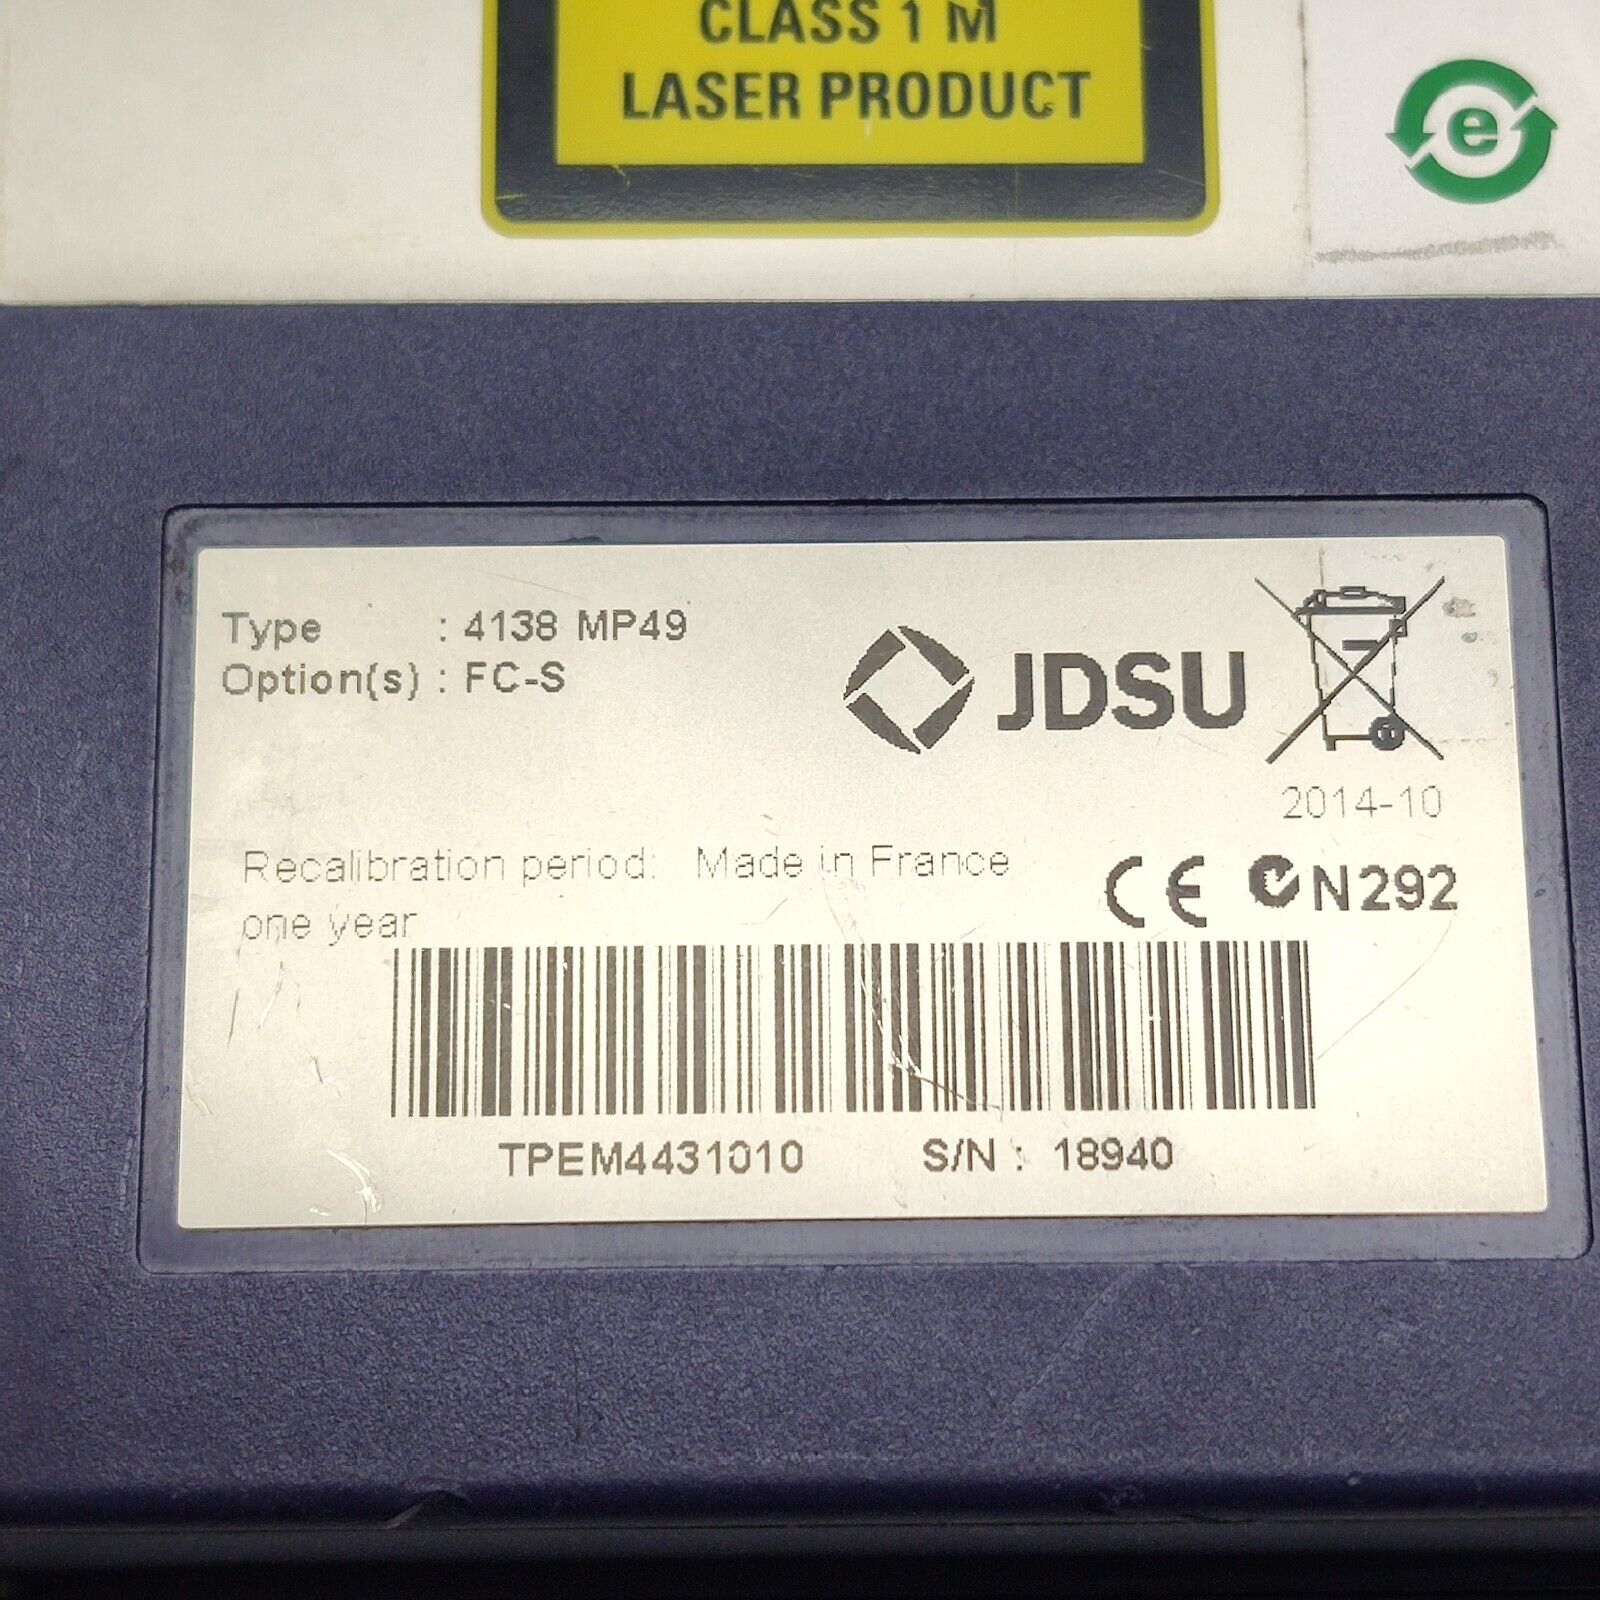 CLASS 1 M
LASER PRODUCT
e
Type : 4138 MP49
Option(s) : FC-S
JDSU
2014-10
Recalibration period: Made in France
one year
CE N292
TPEM4431010 S/N : 18940